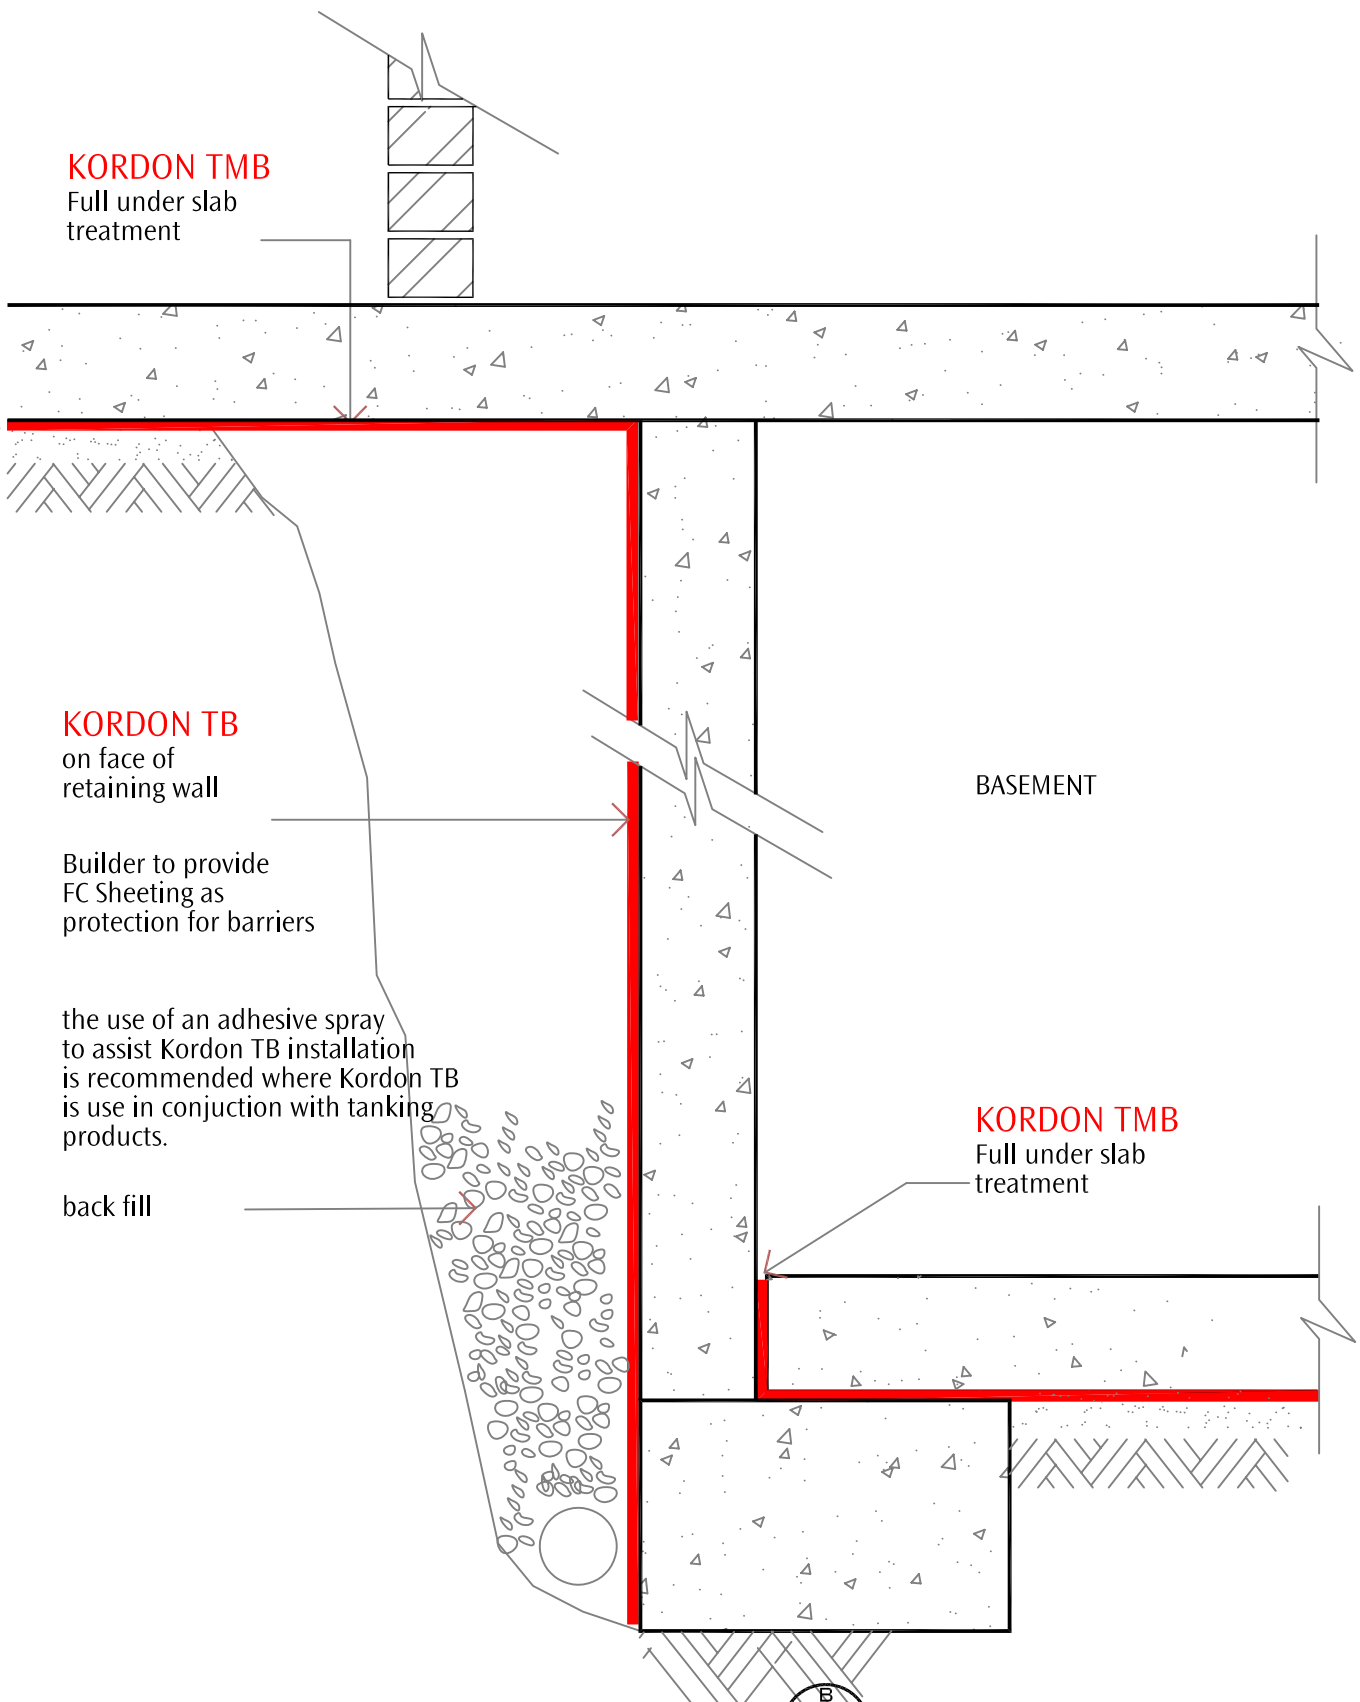 KORDON TMB
Full under slab
treatment
KORDON TB
on face of
retaining wall
BASEMENT
Builder to provide
FC Sheeting as
protection for barriers
the use of an adhesive spray
to assist Kordon TB installation
is recommended where Kordon TB
is use in conjuction with tanking
products.
KORDON TMB
Full under slab
treatment
back fill